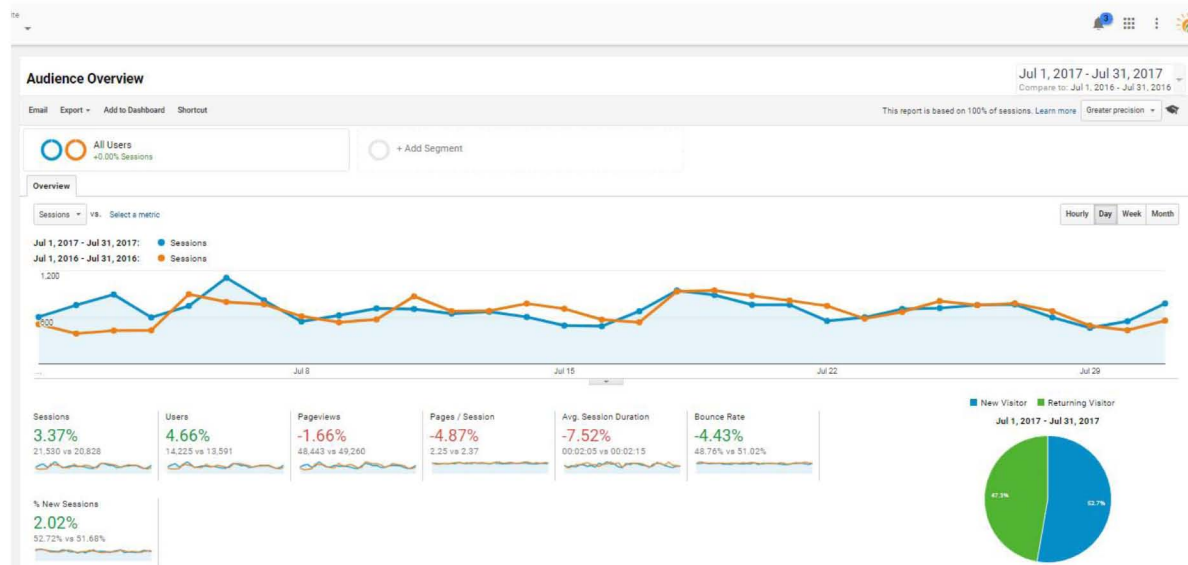 ite
3
Audience Overview
Jul 1, 2017 - Jul 31, 2017
Compare to: Jul 1, 2016 - Jul 31, 2016
Email Export Add to Dashboard Shortcut
This report is based on 100% of sessions. Learn more Greater precision
All Users
+0.00% Sessions
+ Add Segment
Overview
Sessions vs. Select a metric
Hourly Day Week Month
Jul 1, 2017 - Jul 31, 2017: Sessions
Jul 1, 2016 - Jul 31, 2016: Sessions
1,200
600
... Jul 8 Jul 15 Jul 22 Jul 29
New Visitor Returning Visitor
Jul 1, 2017 - Jul 31, 2017
Sessions Users Pageviews Pages / Session Avg. Session Duration Bounce Rate
3.37% 4.66% -1.66% -4.87% -7.52% -4.43%
21,530 vs 20,828 14,225 vs 13,591 48,443 vs 49,260 2.25 vs 2.37 00:02:05 vs 00:02:15 48.76% vs 51.02%
47.3% 52.7%
% New Sessions
2.02%
52.72% vs 51.68%